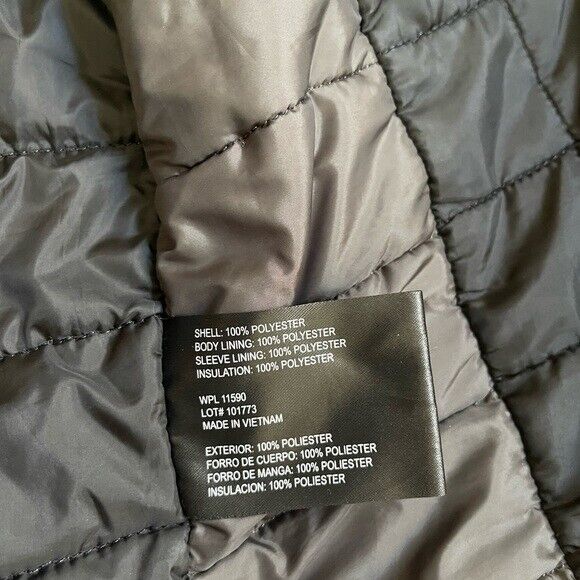 SHELL: 100% POLYESTER
BODY LINING: 100% POLYESTER
SLEEVE LINING: 100% POLYESTER
INSULATION: 100% POLYESTER
WPL 11590
LOT# 101773
MADE IN VIETNAM
EXTERIOR: 100% POLIESTER
FORRO DE CUERPO: 100% POLIESTER
FORRO DE MANGA: 100% POLIESTER
INSULACION: 100% POLIESTER